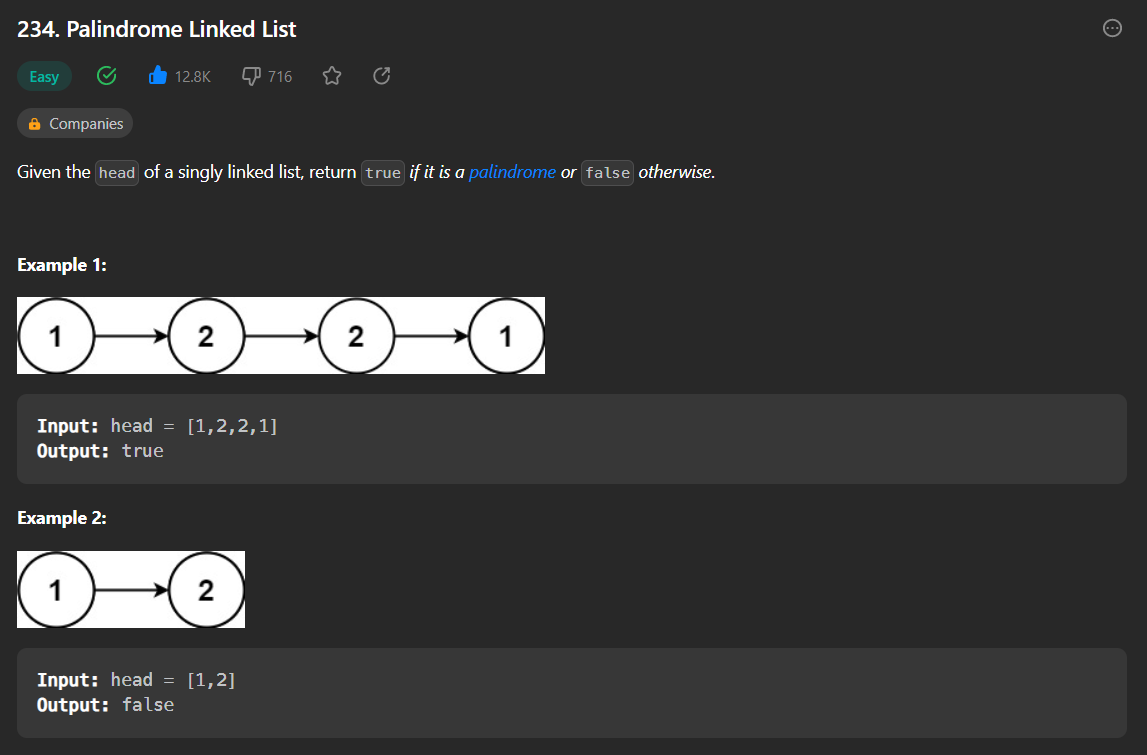 234. Palindrome Linked List
Easy 12.8K 716
Companies
Given the head of a singly linked list, return true if it is a palindrome or false otherwise.
Example 1:
1 2 2 1
Input: head = [1,2,2,1]
Output: true
Example 2:
1 2
Input: head = [1,2]
Output: false